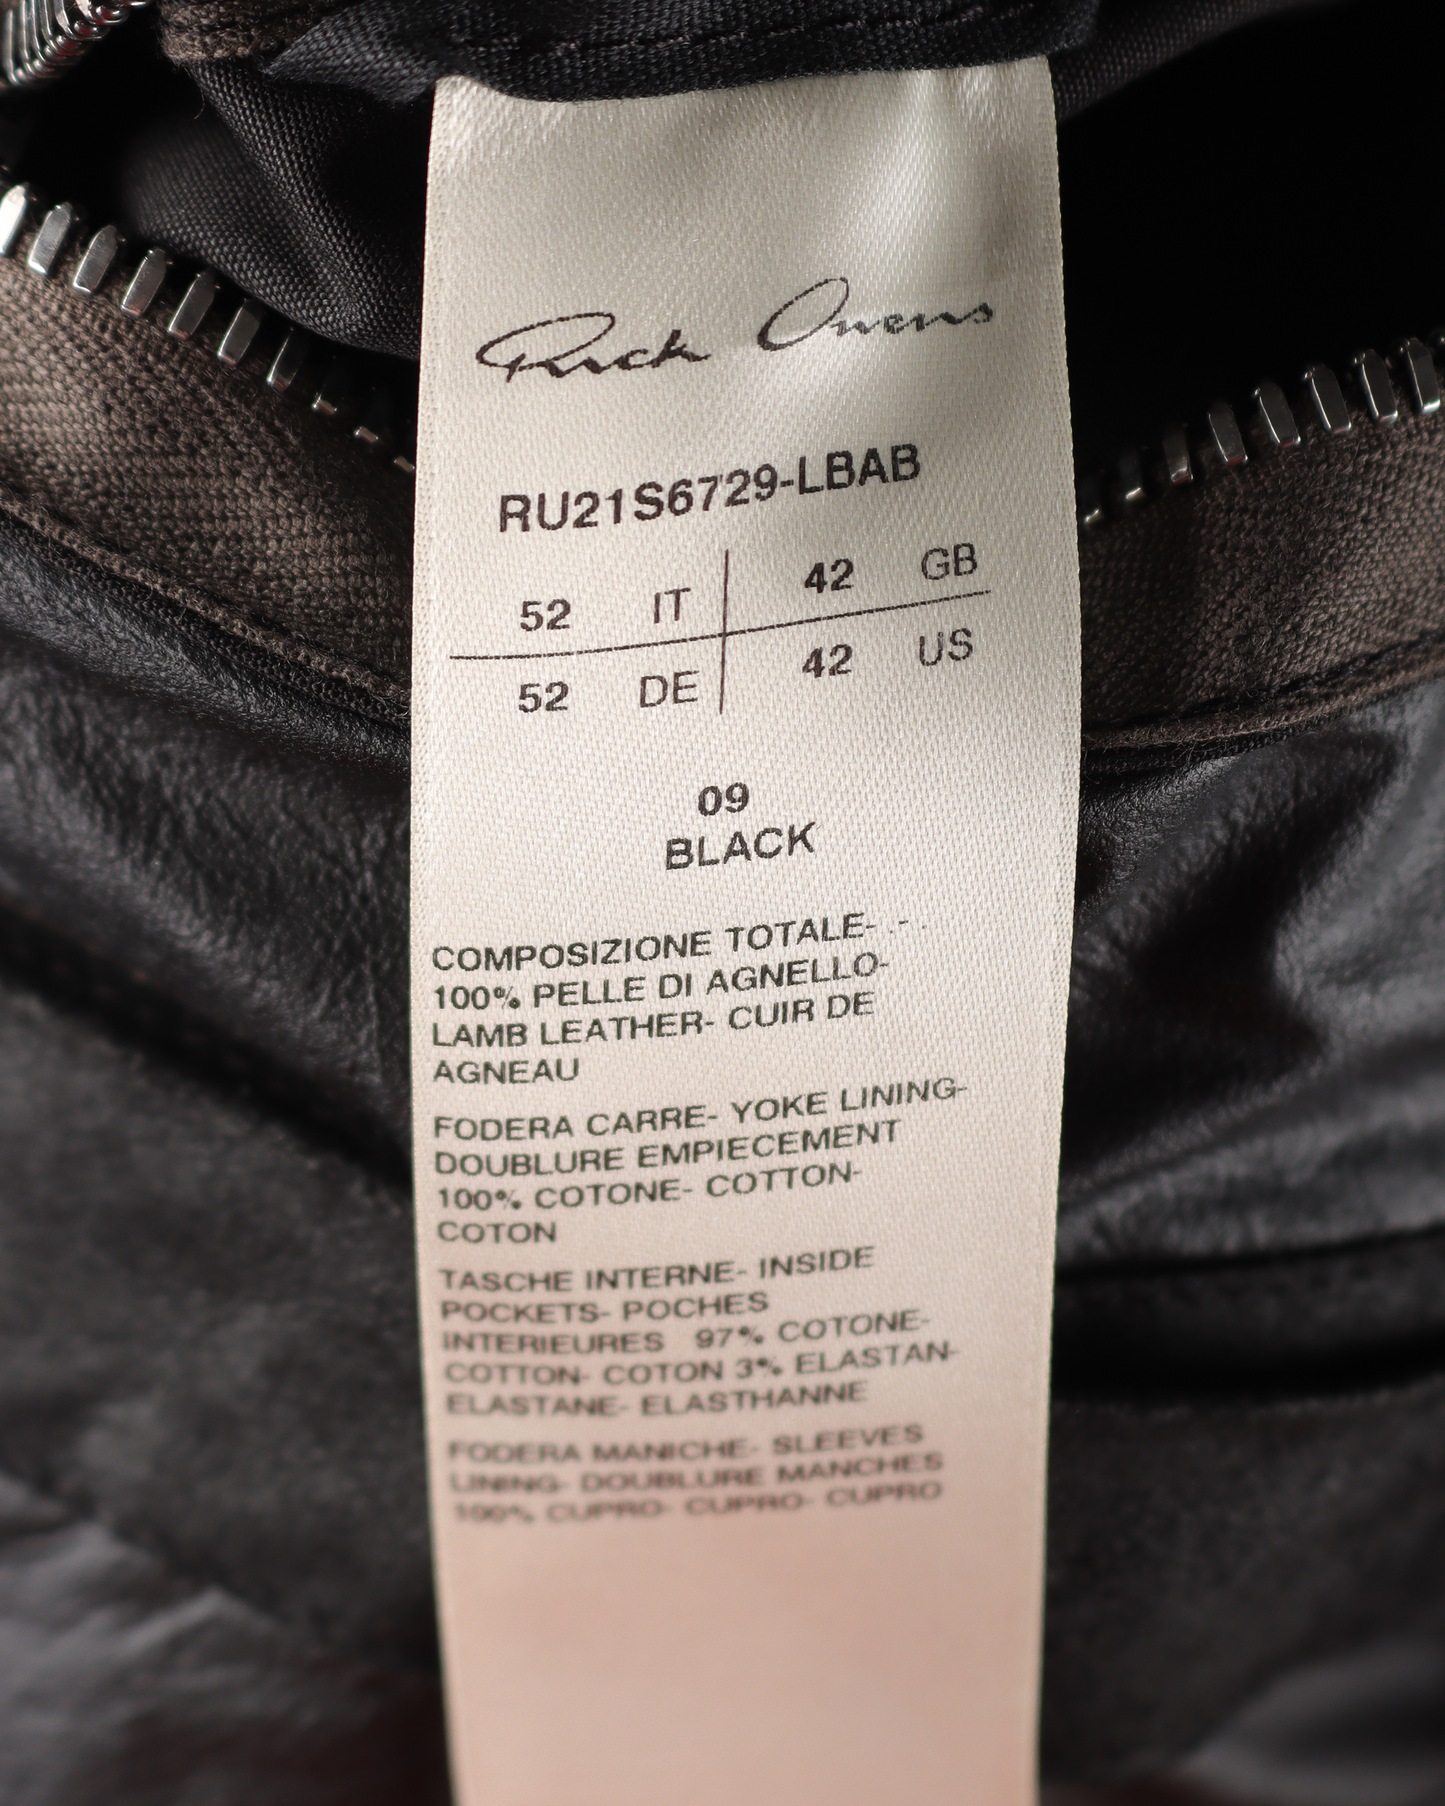 Rick Owens
RU21S6729-LBAB
52 IT 42 GB
52 DE 42 US
09
BLACK
COMPOSIZIONE TOTALE- - -
100% PELLE DI AGNELLO-
LAMB LEATHER- CUIR DE
AGNEAU
FODERA CARRE- YOKE LINING-
DOUBLURE EMPIECEMENT
100% COTONE- COTTON-
COTON
TASCHE INTERNE- INSIDE
POCKETS- POCHES
INTERIEURES 97% COTONE-
COTTON- COTON 3% ELASTAN-
ELASTANE- ELASTHANNE
FODERA MANICHE- SLEEVES
LINING- DOUBLURE MANCHES
100% CUPRO- CUPRO- CUPRO